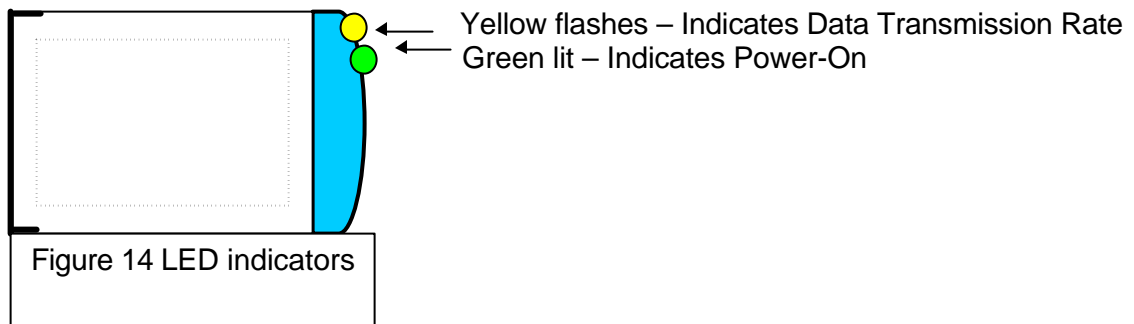 Yellow flashes – Indicates Data Transmission Rate
Green lit – Indicates Power-On
Figure 14 LED indicators